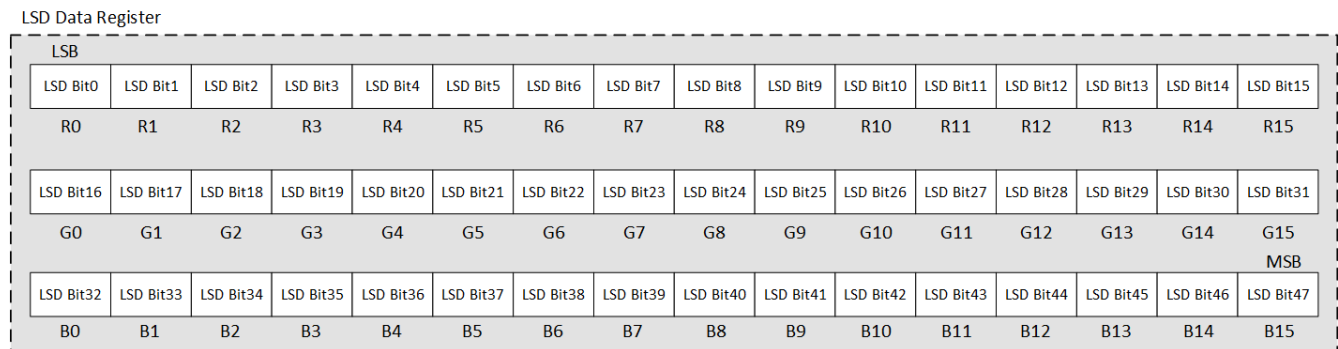 LSD Data Register
LSB
LSD Bit0 LSD Bit1 LSD Bit2 LSD Bit3 LSD Bit4 LSD Bit5 LSD Bit6 LSD Bit7 LSD Bit8 LSD Bit9 LSD Bit10 LSD Bit11 LSD Bit12 LSD Bit13 LSD Bit14 LSD Bit15
R0 R1 R2 R3 R4 R5 R6 R7 R8 R9 R10 R11 R12 R13 R14 R15
LSD Bit16 LSD Bit17 LSD Bit18 LSD Bit19 LSD Bit20 LSD Bit21 LSD Bit22 LSD Bit23 LSD Bit24 LSD Bit25 LSD Bit26 LSD Bit27 LSD Bit28 LSD Bit29 LSD Bit30 LSD Bit31
G0 G1 G2 G3 G4 G5 G6 G7 G8 G9 G10 G11 G12 G13 G14 G15
MSB
LSD Bit32 LSD Bit33 LSD Bit34 LSD Bit35 LSD Bit36 LSD Bit37 LSD Bit38 LSD Bit39 LSD Bit40 LSD Bit41 LSD Bit42 LSD Bit43 LSD Bit44 LSD Bit45 LSD Bit46 LSD Bit47
B0 B1 B2 B3 B4 B5 B6 B7 B8 B9 B10 B11 B12 B13 B14 B15